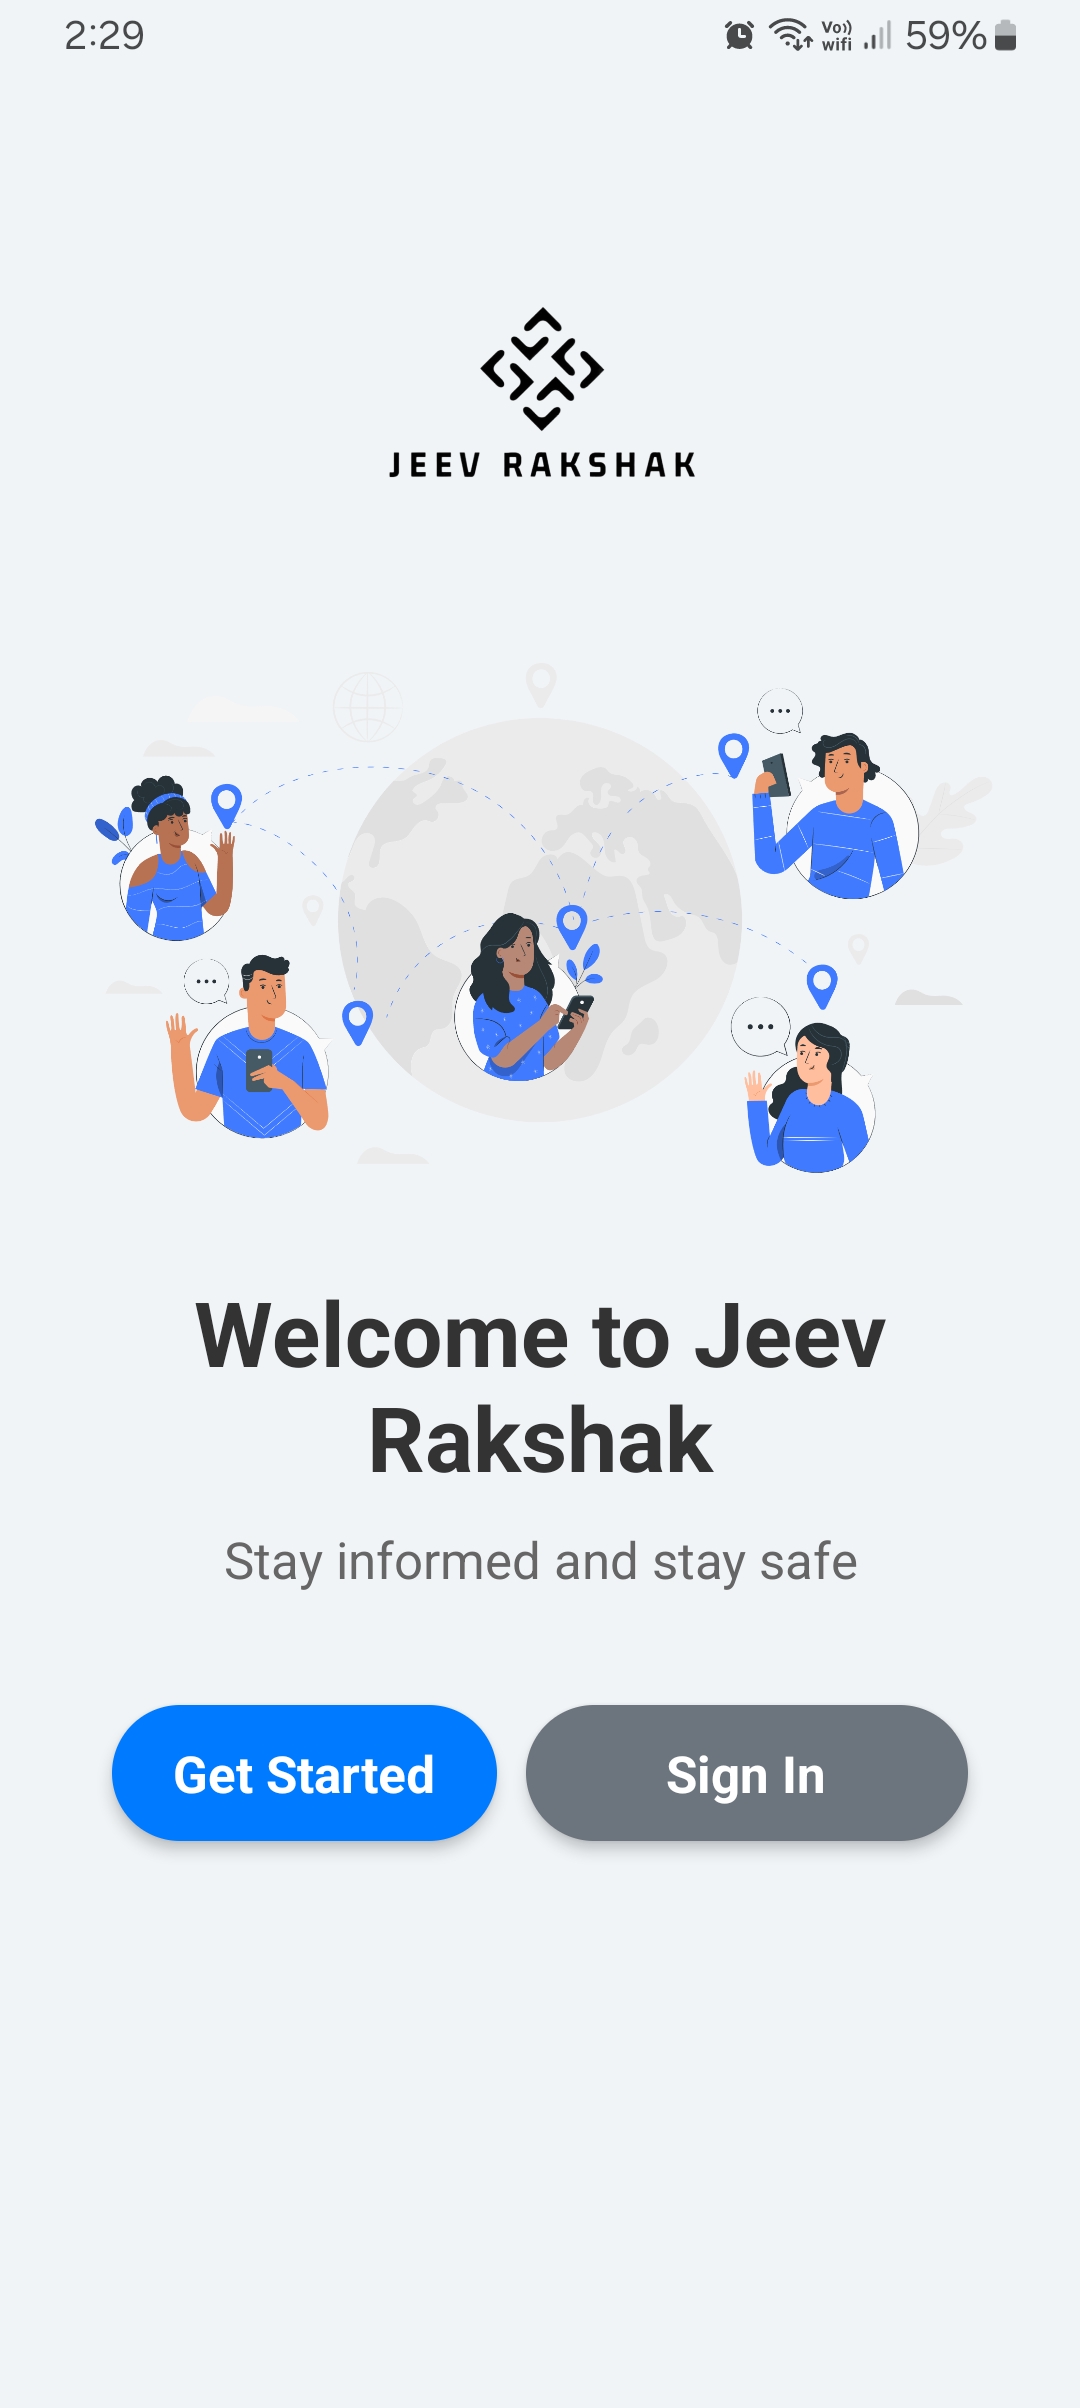 2:29
Vo)) wifi 59%
JEEV RAKSHAK
Welcome to Jeev
Rakshak
Stay informed and stay safe
Get Started
Sign In